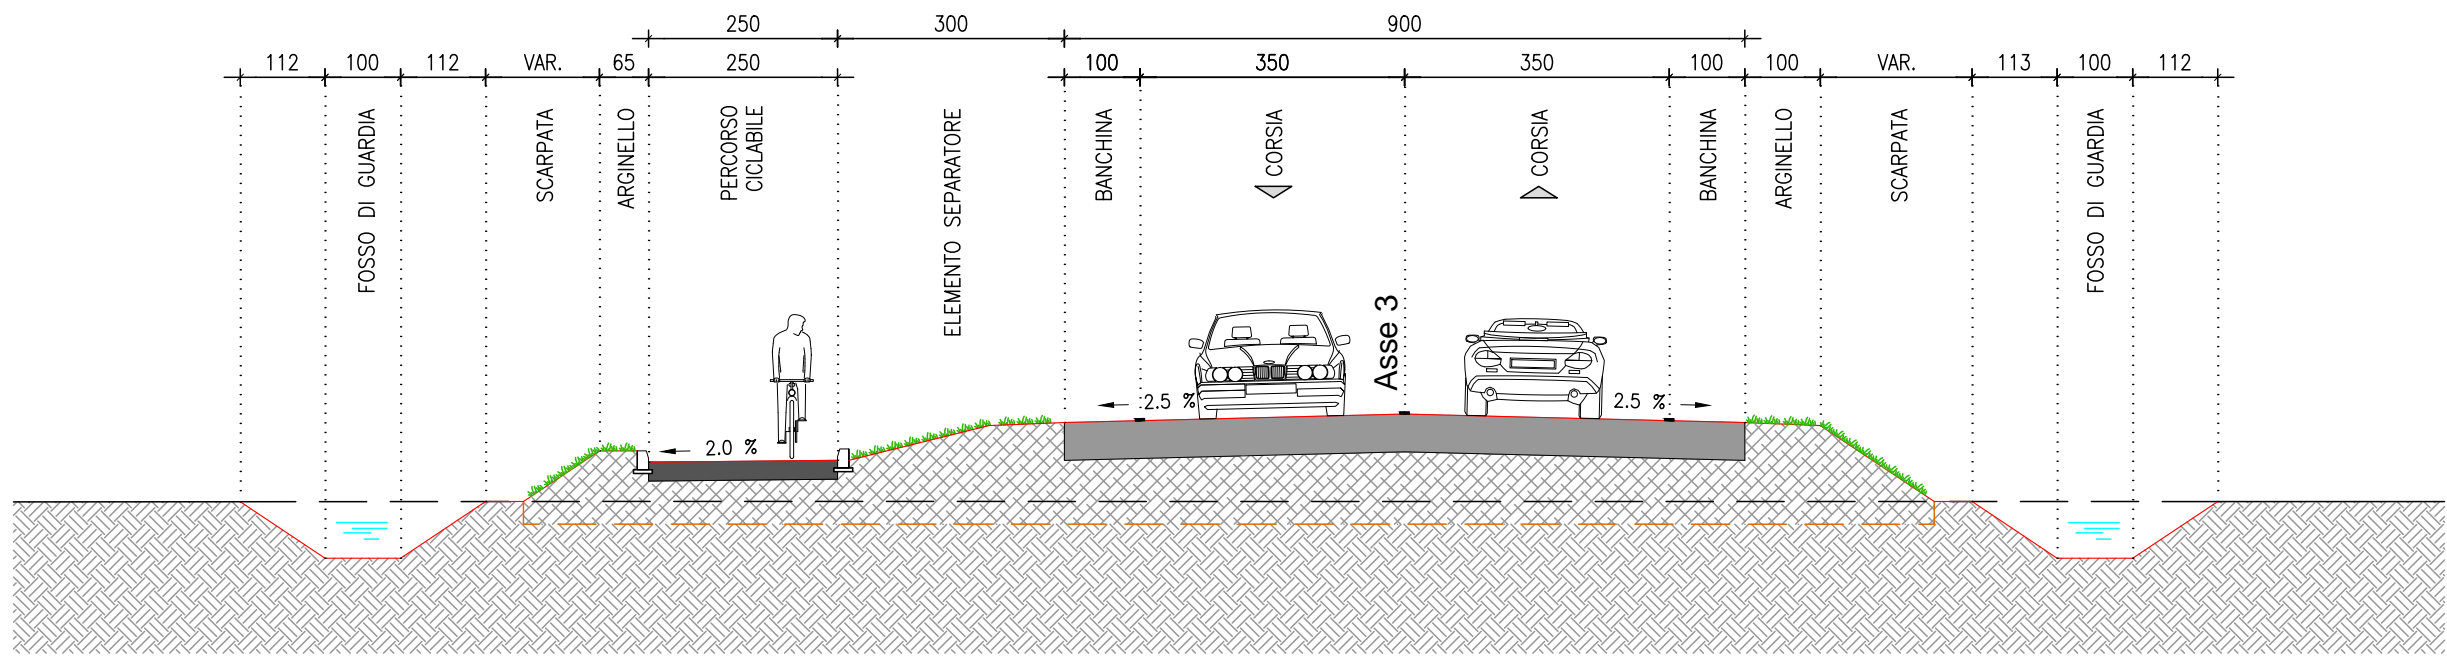 250 300 900
112 100 112 VAR. 65 250 100 350 350 100 100 VAR. 113 100 112
FOSSO DI GUARDIA
SCARPATA
ARGINELLO
PERCORSO
CICLABILE
ELEMENTO SEPARATORE
BANCHINA
CORSIA
CORSIA
BANCHINA
ARGINELLO
SCARPATA
FOSSO DI GUARDIA
Asse 3
2.5 %
2.5 %
2.0 %